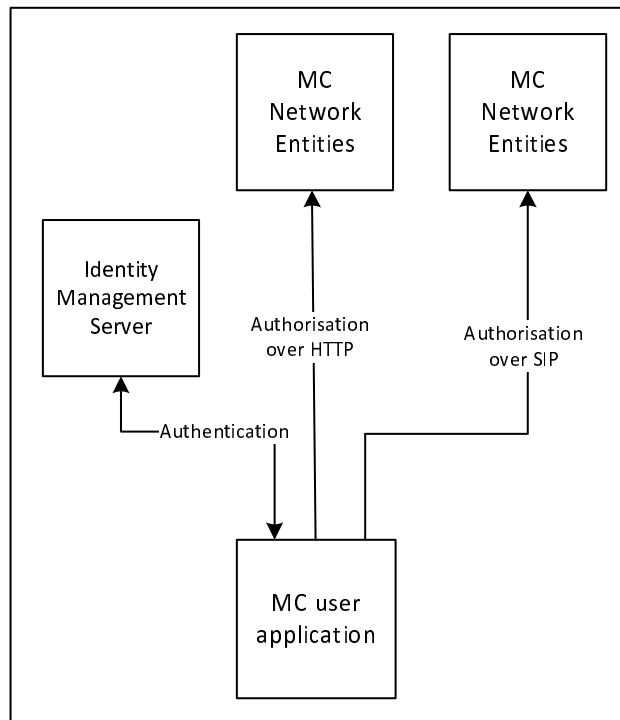 MC
Network
Entities
MC
Network
Entities
Identity
Management
Server
Authorisation
over HTTP
Authorisation
over SIP
Authentication
MC user
application